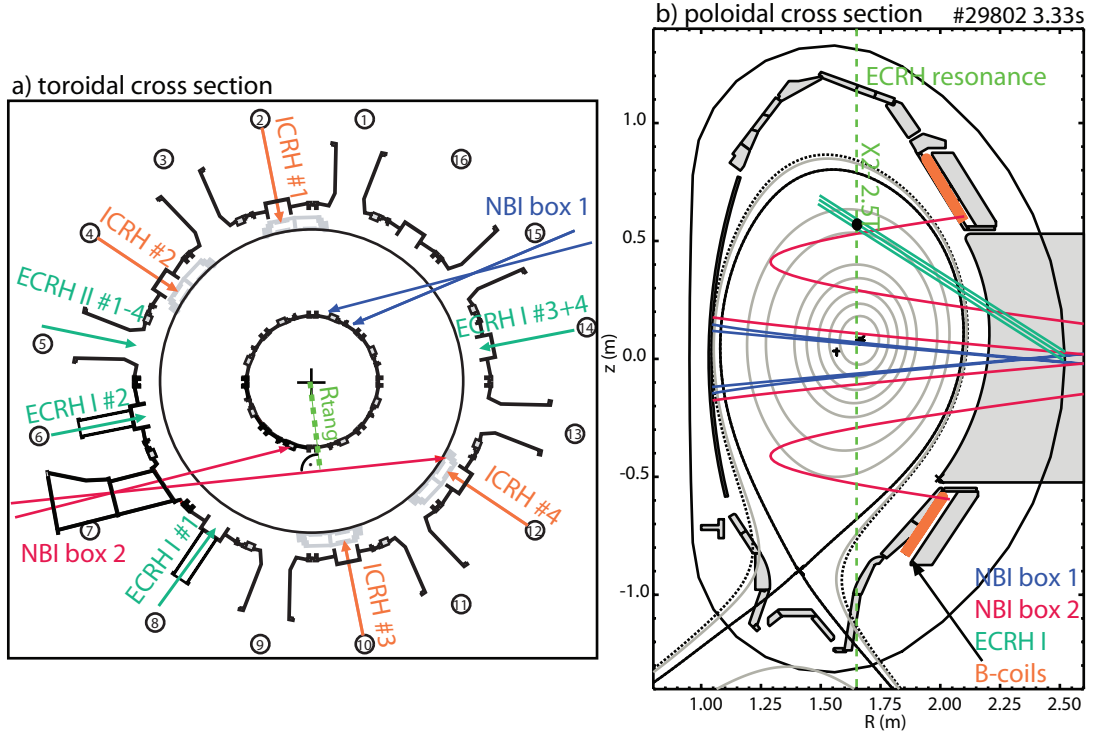 b) poloidal cross section
#29802 3.33s
a) toroidal cross section
2
1
3
16
ICRH #1
NBI box 1
4
ICRH #2
15
ECRH II #1-4
ECRH I #3+4
14
5
Rtang
ECRH I #2
6
13
ICRH #4
12
7
NBI box 2
ECRH I #1
ICRH #3
8
11
9
10
ECRH resonance
X2, 2.5T
1.0
0.5
0.0
-0.5
-1.0
z (m)
NBI box 1
NBI box 2
ECRH I
B-coils
1.00
1.25
1.50
1.75
2.00
2.25
2.50
R (m)